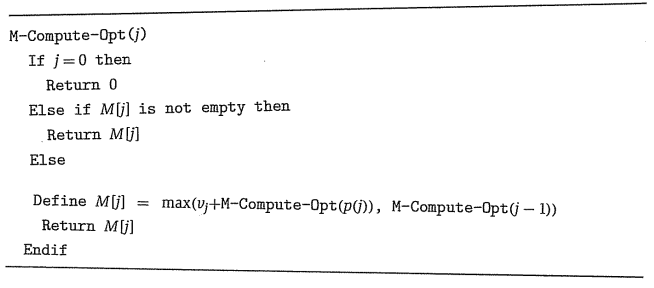 M-Compute-Opt(j)
If j=0 then
Return 0
Else if M[j] is not empty then
Return M[j]
Else
Define M[j] = max(vj+M-Compute-Opt(p(j)), M-Compute-Opt(j − 1))
Return M[j]
Endif